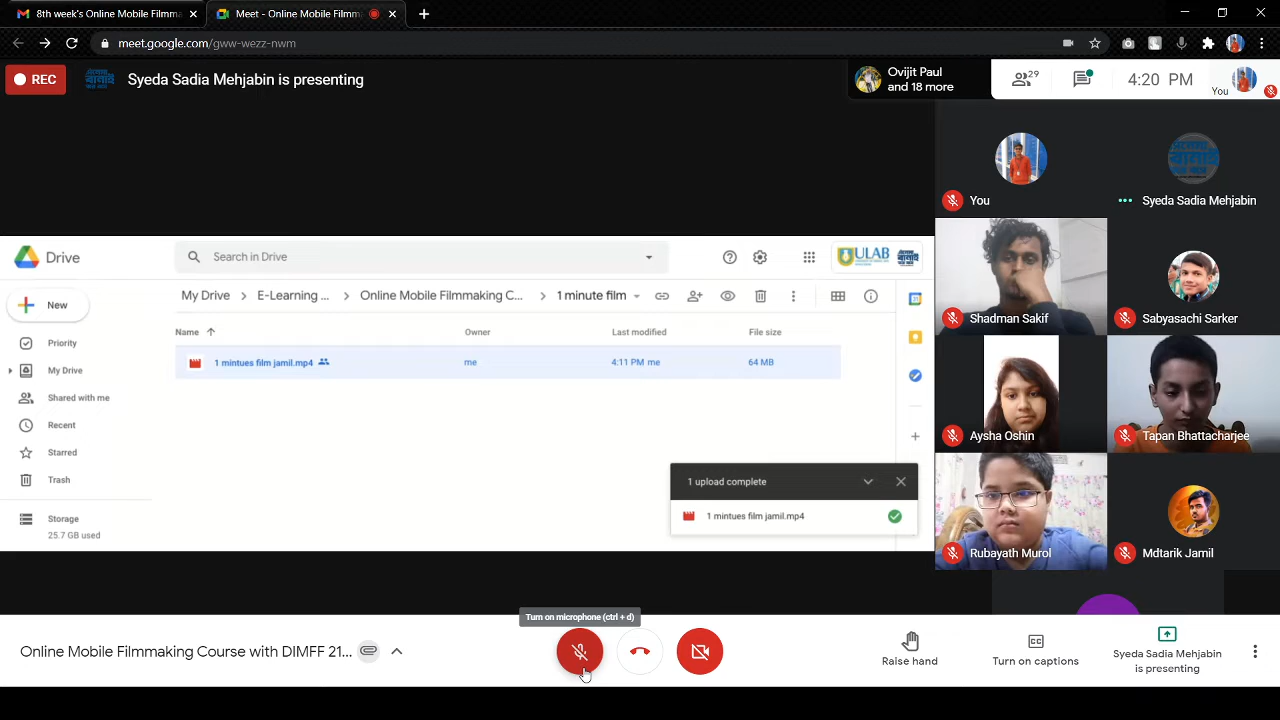 8th week's Online Mobile Filmma
Meet - Online Mobile Filmm
meet.google.com/gww-wezz-nwm
REC
Syeda Sadia Mehjabin is presenting
Ovijit Paul
and 18 more
29
4:20 PM
You
You
Syeda Sadia Mehjabin
Shadman Sakif
Sabyasachi Sarker
Aysha Oshin
Tapan Bhattacharjee
Rubayath Murol
Mdtarik Jamil
Drive
Search in Drive
ULAB
New
My Drive
E-Learning ...
Online Mobile Filmmaking C...
1 minute film
Name
Owner
Last modified
File size
1 mintues film jamil.mp4
me
4:11 PM me
64 MB
Priority
My Drive
Shared with me
Recent
Starred
Trash
Storage
25.7 GB used
1 upload complete
1 mintues film jamil.mp4
Turn on microphone (ctrl + d)
Online Mobile Filmmaking Course with DIMFF 21...
Raise hand
Turn on captions
Syeda Sadia Mehjabin
is presenting